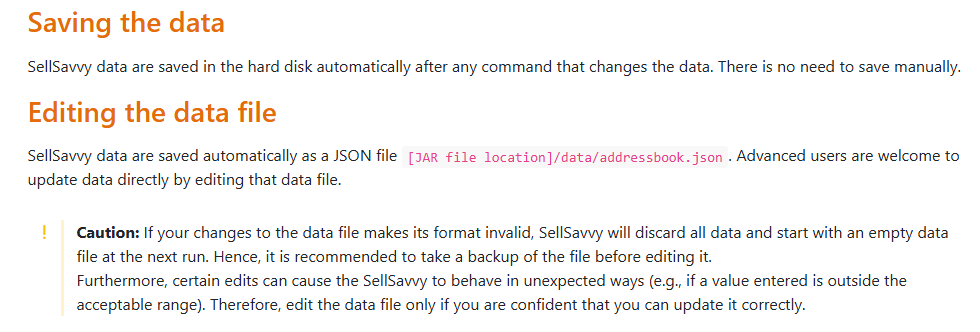 Saving the data
SellSavvy data are saved in the hard disk automatically after any command that changes the data. There is no need to save manually.
Editing the data file
SellSavvy data are saved automatically as a JSON file [JAR file location]/data/addressbook.json . Advanced users are welcome to
update data directly by editing that data file.
! Caution: If your changes to the data file makes its format invalid, SellSavvy will discard all data and start with an empty data
file at the next run. Hence, it is recommended to take a backup of the file before editing it.
Furthermore, certain edits can cause the SellSavvy to behave in unexpected ways (e.g., if a value entered is outside the
acceptable range). Therefore, edit the data file only if you are confident that you can update it correctly.